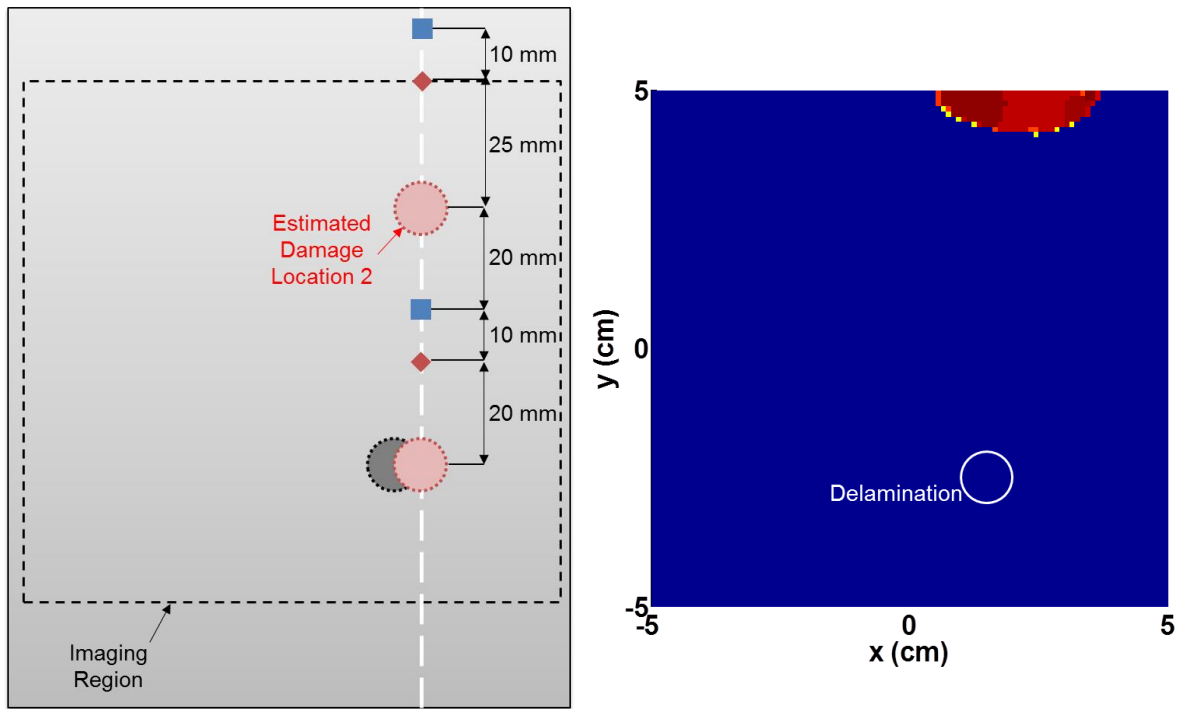 10 mm
25 mm
Estimated
Damage
Location 2
20 mm
10 mm
20 mm
Imaging
Region
5
0
-5
y (cm)
Delamination
-5
0
5
x (cm)